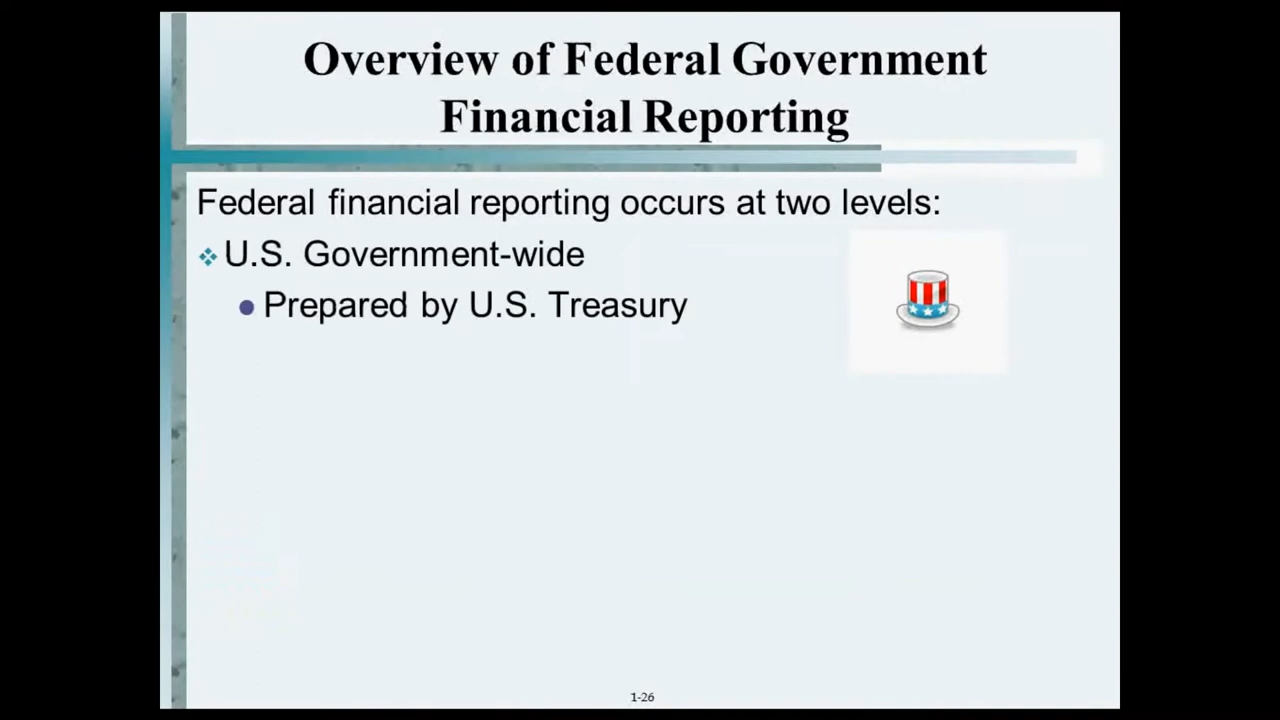 Overview of Federal Government
Financial Reporting
Federal financial reporting occurs at two levels:
U.S. Government-wide
Prepared by U.S. Treasury
1-26